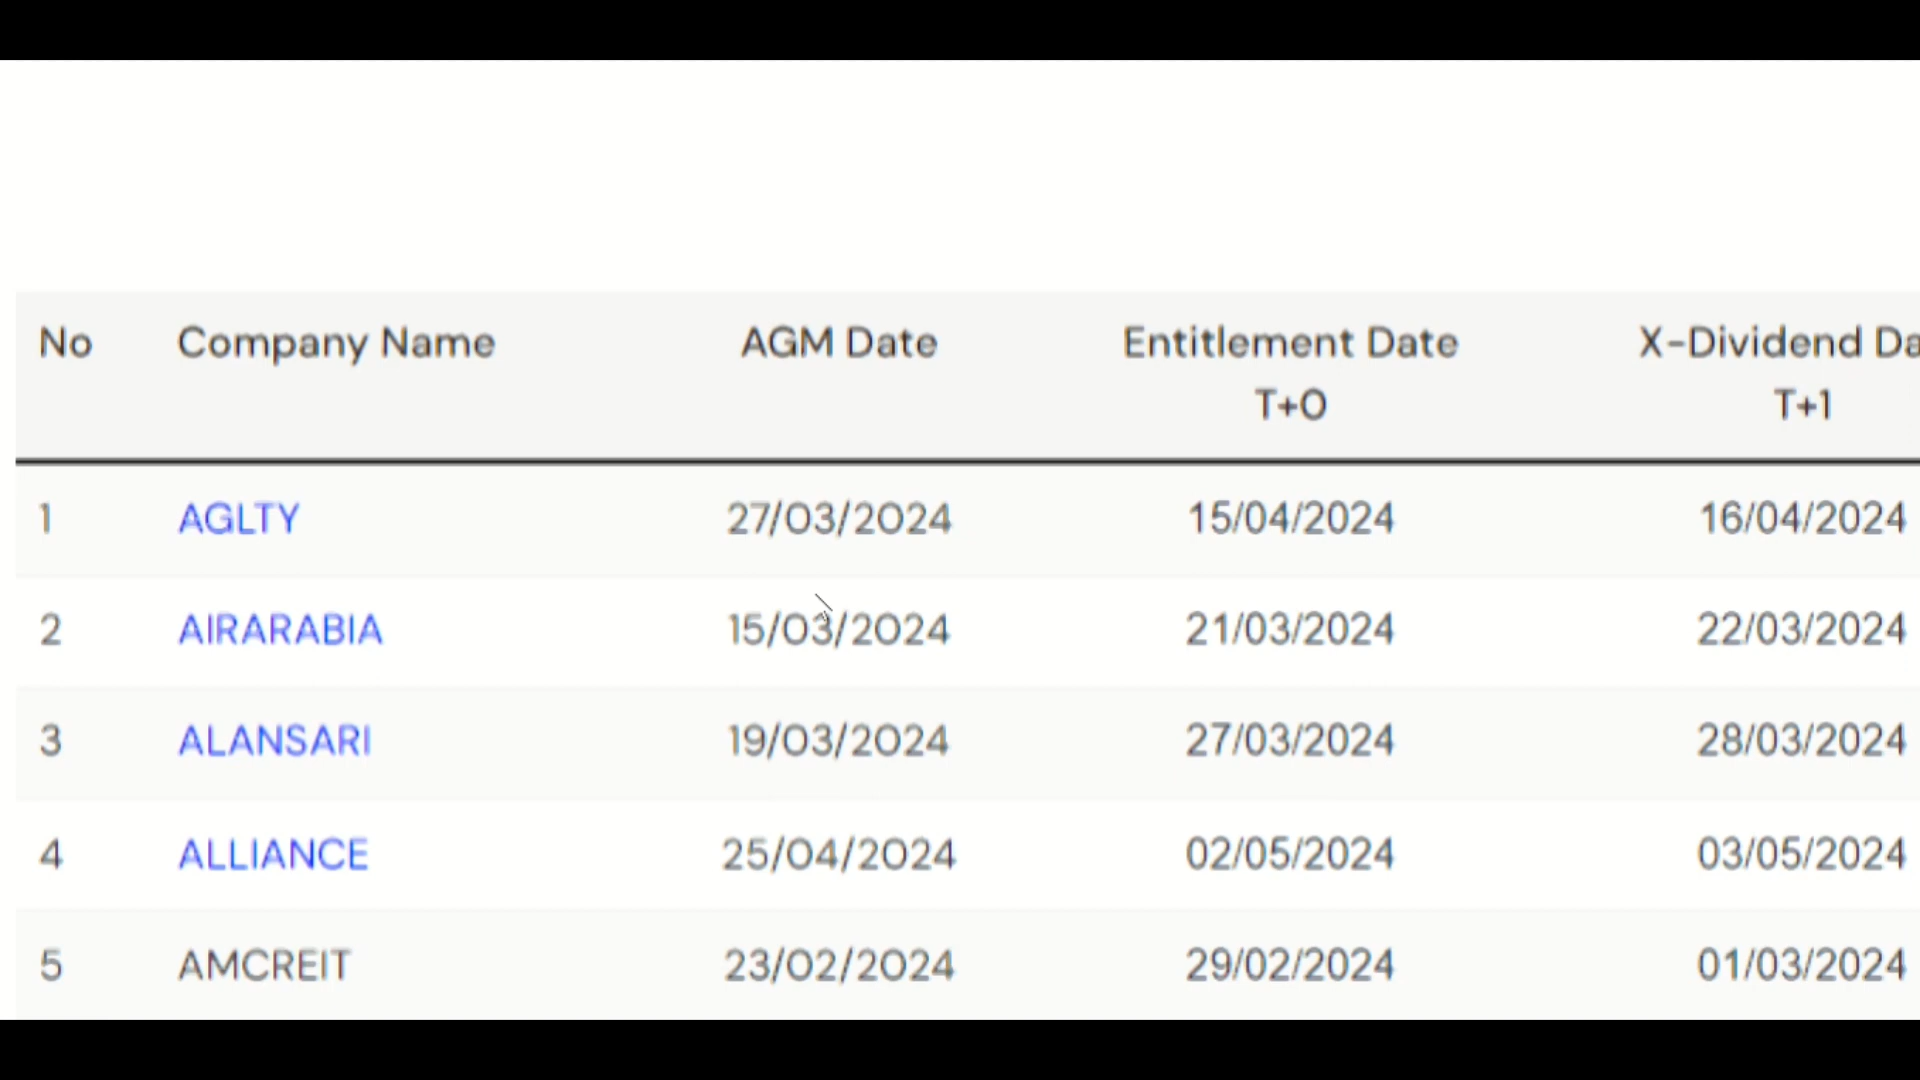 No Company Name AGM Date Entitlement Date X-Dividend Da
T+0 T+1
1 AGLTY 27/03/2024 15/04/2024 16/04/2024
2 AIRARABIA 15/03/2024 21/03/2024 22/03/2024
3 ALANSARI 19/03/2024 27/03/2024 28/03/2024
4 ALLIANCE 25/04/2024 02/05/2024 03/05/2024
5 AMCREIT 23/02/2024 29/02/2024 01/03/2024